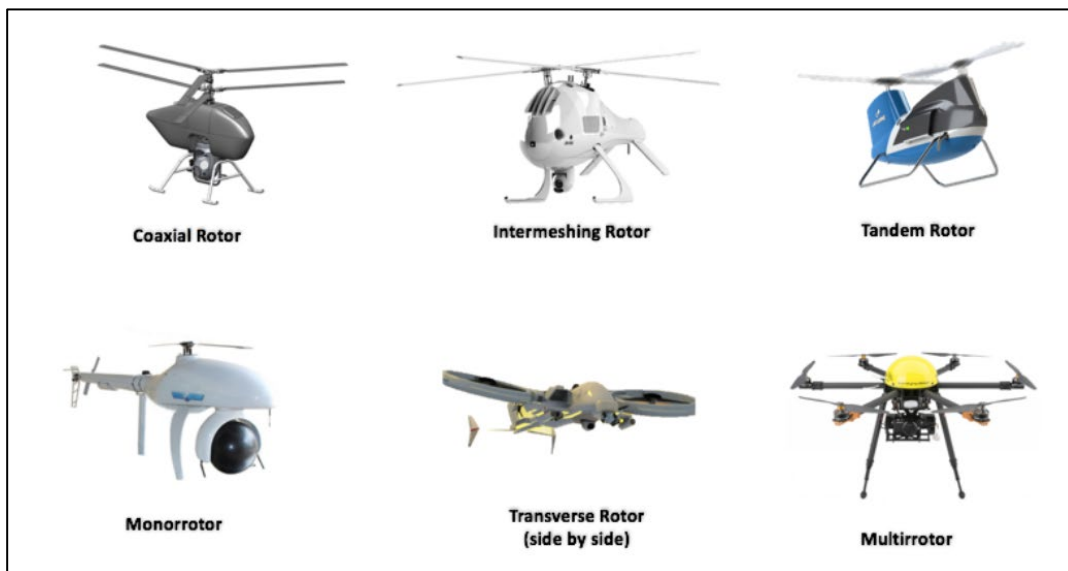 Coaxial Rotor
Intermeshing Rotor
Tandem Rotor
Monorrotor
Transverse Rotor
(side by side)
Multirrotor